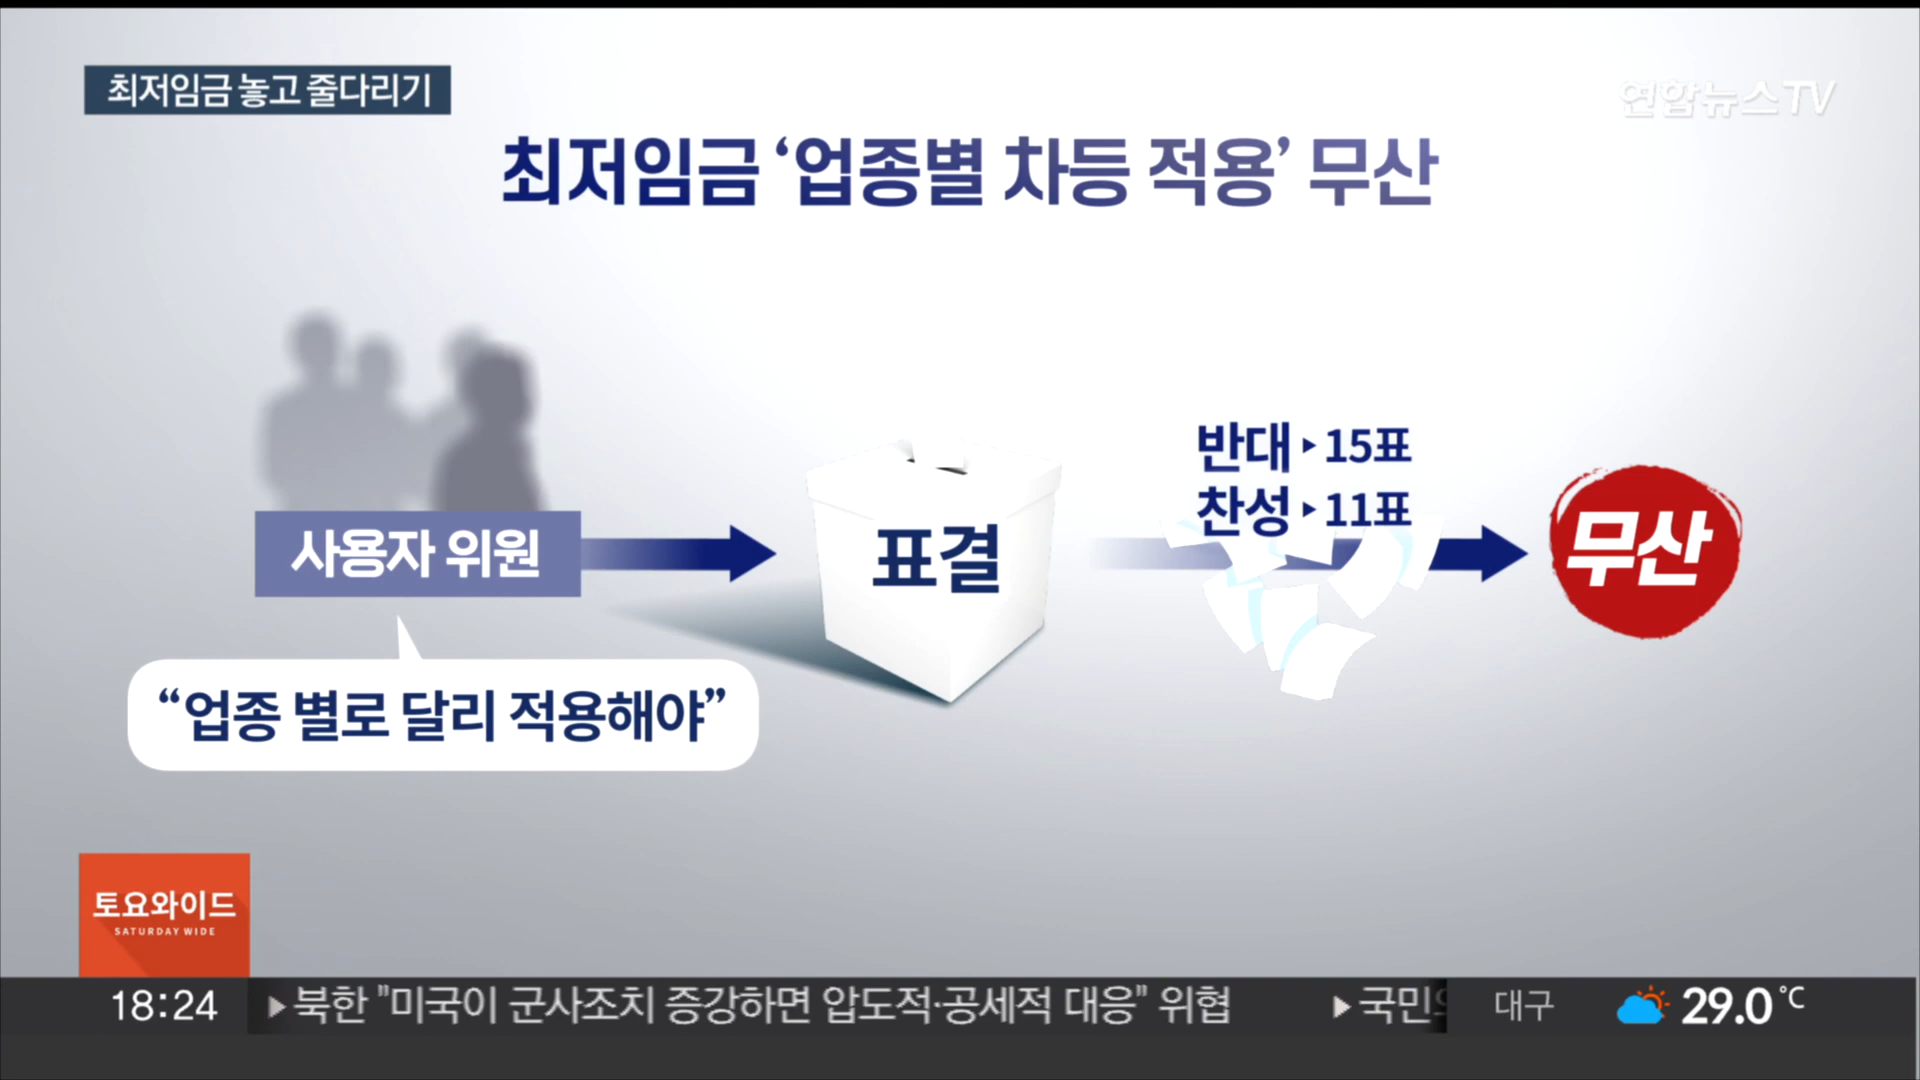 최저임금 놓고 줄다리기
연합뉴스TV
최저임금 ‘업종별 차등 적용’ 무산
반대 ▸ 15표
찬성 ▸ 11표
사용자 위원
표결
무산
“업종 별로 달리 적용해야”
토요와이드
SATURDAY WIDE
18:24
▶북한 "미국이 군사조치 증강하면 압도적·공세적 대응" 위협
▶국민
대구
29.0℃